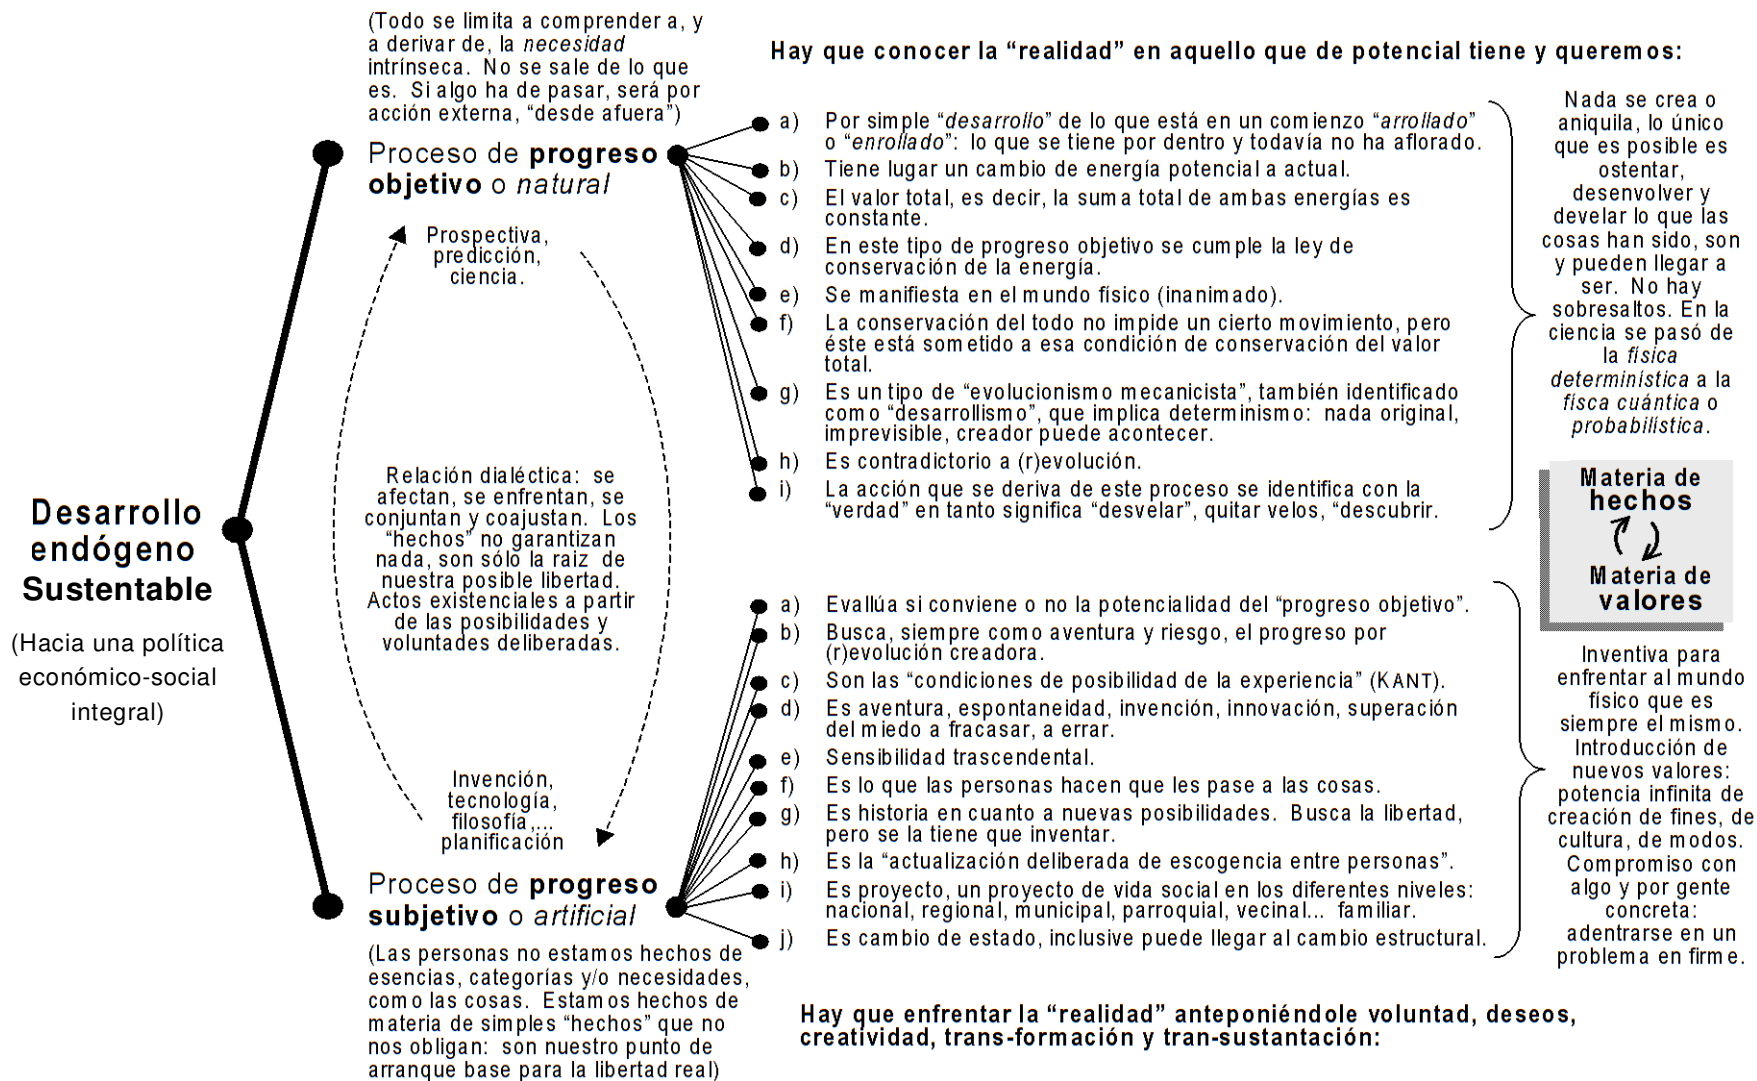 (Todo se limita a comprender a, y
a derivar de, la necesidad
intrínseca.  No se sale de lo que
es.  Si algo ha de pasar, será por
acción externa, “desde afuera”)
Proceso de progreso
objetivo o natural
Prospectiva,
predicción,
ciencia.
Desarrollo
endógeno
Sustentable
(Hacia una política
económico-social
integral)
Relación dialéctica:  se
afectan, se enfrentan, se
conjuntan y coajustan.  Los
“hechos” no garantizan
nada, son sólo la raiz  de
nuestra posible libertad.
Actos existenciales a partir
de las posibilidades y
voluntades deliberadas.
Invención,
tecnología,
filosofía,...
planificación
Proceso de progreso
subjetivo o artificial
(Las personas no estamos hechos de
esencias, categorías y/o necesidades,
como las cosas.  Estamos hechos de
materia de simples “hechos” que no
nos obligan:  son nuestro punto de
arranque base para la libertad real)
Hay que conocer la “realidad” en aquello que de potencial tiene y queremos:
a) Por simple “desarrollo” de lo que está en un comienzo “arrollado”
o “enrollado”:  lo que se tiene por dentro y todavía no ha aflorado.
b) Tiene lugar un cambio de energía potencial a actual.
c) El valor total, es decir, la suma total de ambas energías es
constante.
d) En este tipo de progreso objetivo se cumple la ley de
conservación de la energía.
e) Se manifiesta en el mundo físico (inanimado).
f) La conservación del todo no impide un cierto movimiento, pero
éste está sometido a esa condición de conservación del valor
total.
g) Es un tipo de “evolucionismo mecanicista”, también identificado
como “desarrollismo”, que implica determinismo:  nada original,
imprevisible, creador puede acontecer.
h) Es contradictorio a (r)evolución.
i) La acción que se deriva de este proceso se identifica con la
“verdad” en tanto significa “desvelar”, quitar velos, “descubrir.
a) Evallúa si conviene o no la potencialidad del “progreso objetivo”.
b) Busca, siempre como aventura y riesgo, el progreso por
(r)evolución creadora.
c) Son las “condiciones de posibilidad de la experiencia” (KANT).
d) Es aventura, espontaneidad, invención, innovación, superación
del miedo a fracasar, a errar.
e) Sensibilidad trascendental.
f) Es lo que las personas hacen que les pase a las cosas.
g) Es historia en cuanto a nuevas posibilidades.  Busca la libertad,
pero se la tiene que inventar.
h) Es la “actualización deliberada de escogencia entre personas”.
i) Es proyecto, un proyecto de vida social en los diferentes niveles:
nacional, regional, municipal, parroquial, vecinal...  familiar.
j) Es cambio de estado, inclusive puede llegar al cambio estructural.
Hay que enfrentar la “realidad” anteponiéndole voluntad, deseos,
creatividad, trans-formación y tran-sustantación:
Nada se crea o
aniquila, lo único
que es posible es
ostentar,
desenvolver y
develar lo que las
cosas han sido, son
y pueden llegar a
ser.  No hay
sobresaltos. En la
ciencia se pasó de
la física
determinística a la
físca cuántica o
probabilística.
Materia de
hechos
Materia de
valores
Inventiva para
enfrentar al mundo
físico que es
siempre el mismo.
Introducción de
nuevos valores:
potencia infinita de
creación de fines, de
cultura, de modos.
Compromiso con
algo y por gente
concreta:
adentrarse en un
problema en firme.